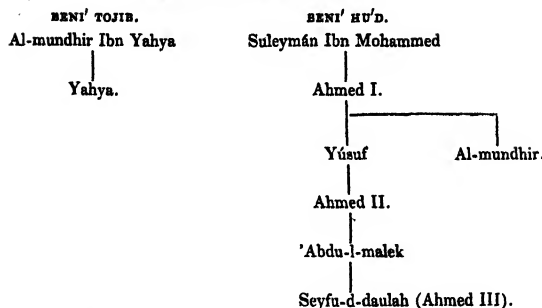 BENI' TOJIB.
Al-mundhir Ibn Yahya
Yahya.
BENI' HU'D.
Suleymán Ibn Mohammed
Ahmed I.
Yúsuf
Al-mundhir.
Ahmed II.
'Abdu-l-malek
Seyfu-d-daulah (Ahmed III).